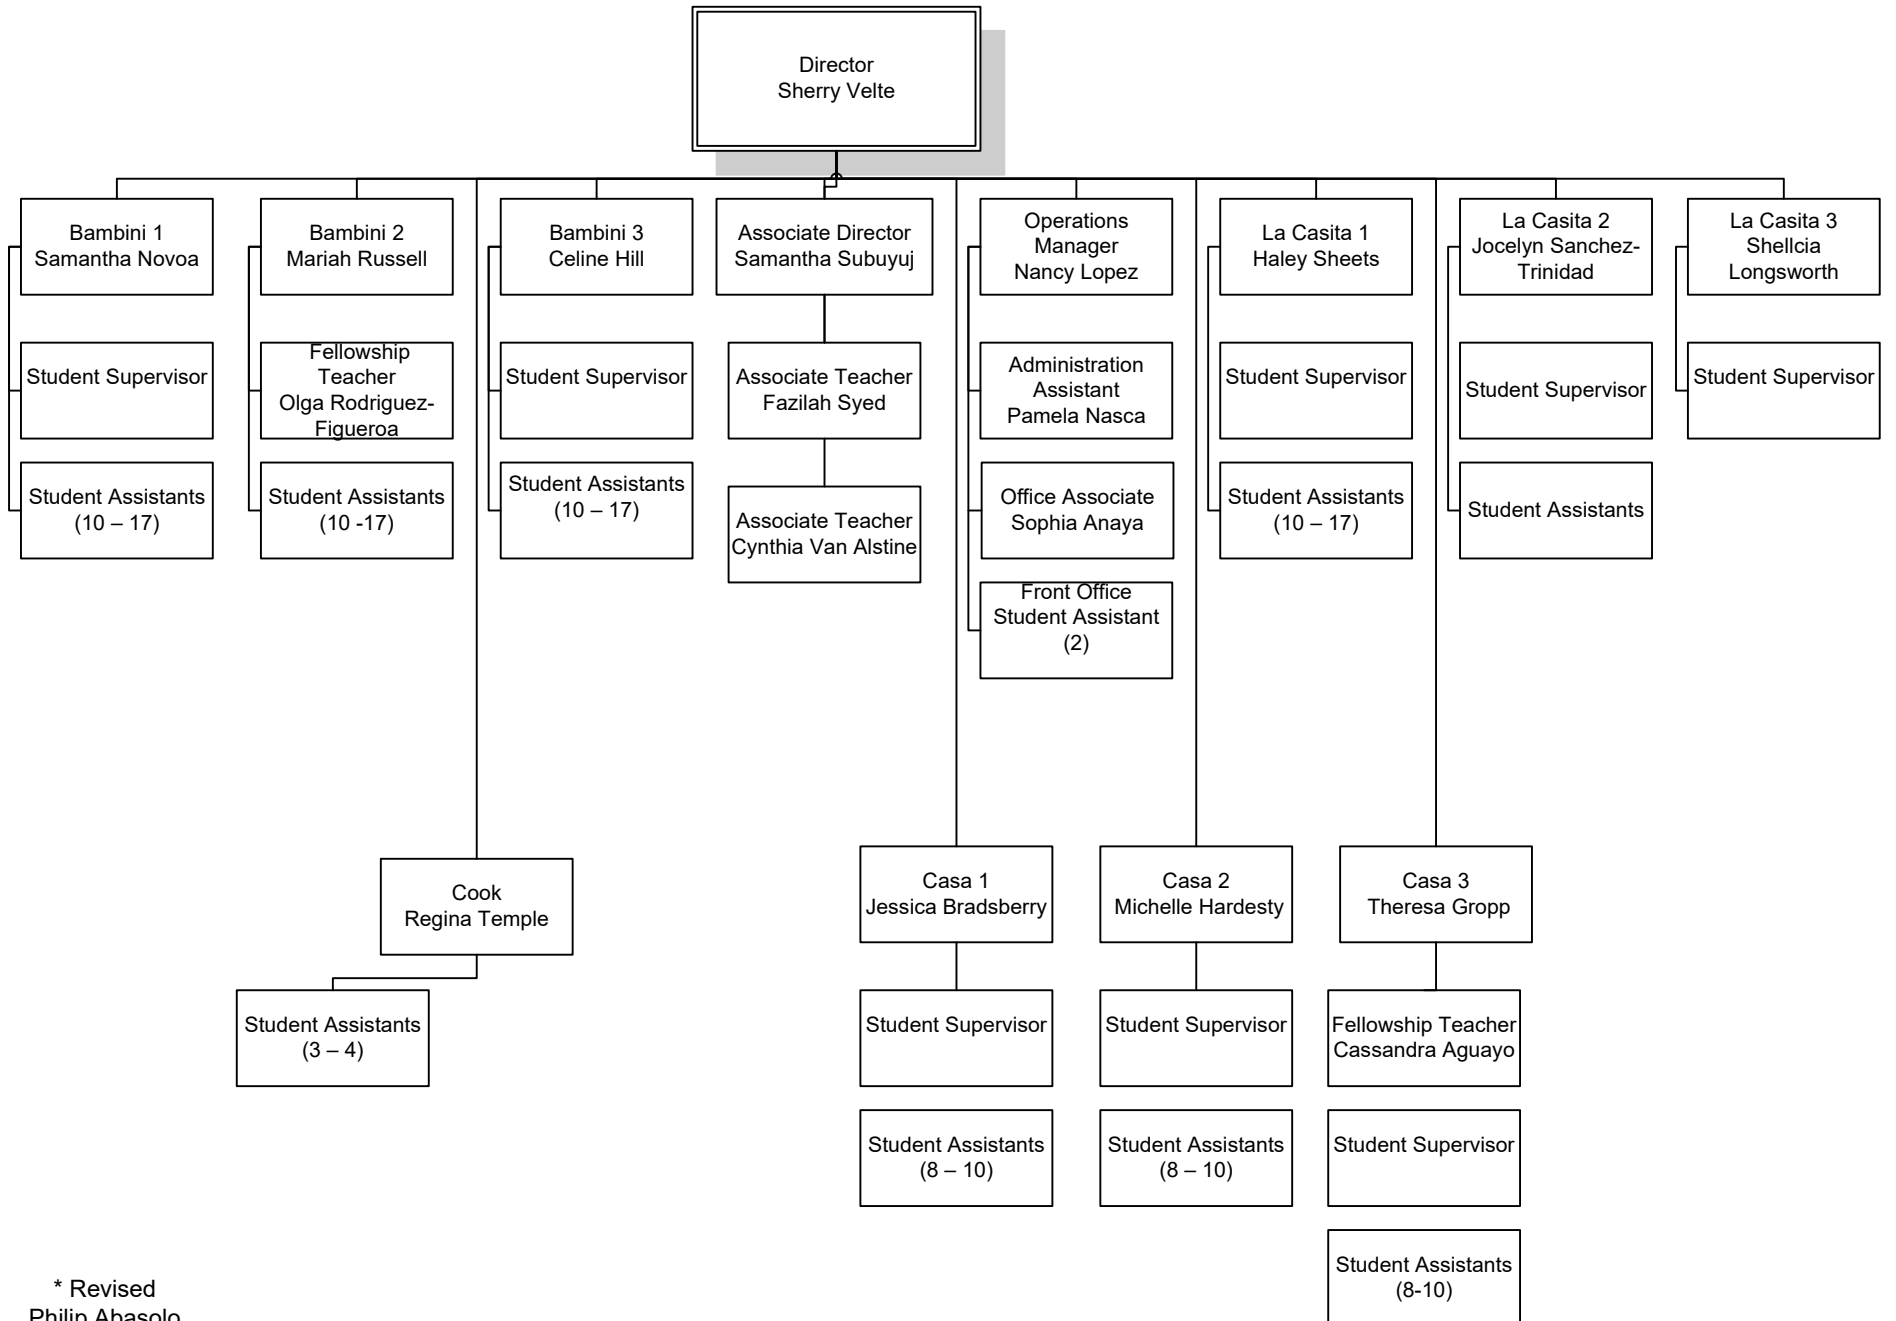 Director
Sherry Velte
Bambini 1
Samantha Novoa
Bambini 2
Mariah Russell
Bambini 3
Celine Hill
Associate Director
Samantha Subuyuj
Operations
Manager
Nancy Lopez
La Casita 1
Haley Sheets
La Casita 2
Jocelyn Sanchez-
Trinidad
La Casita 3
Shellcia
Longsworth
Student Supervisor
Fellowship
Teacher
Olga Rodriguez-
Figueroa
Student Supervisor
Associate Teacher
Fazilah Syed
Administration
Assistant
Pamela Nasca
Student Supervisor
Student Supervisor
Student Supervisor
Student Assistants
(10 – 17)
Student Assistants
(10 -17)
Student Assistants
(10 – 17)
Associate Teacher
Cynthia Van Alstine
Office Associate
Sophia Anaya
Student Assistants
(10 – 17)
Student Assistants
Front Office
Student Assistant
(2)
Cook
Regina Temple
Casa 1
Jessica Bradsberry
Casa 2
Michelle Hardesty
Casa 3
Theresa Gropp
Student Assistants
(3 – 4)
Student Supervisor
Student Supervisor
Fellowship Teacher
Cassandra Aguayo
Student Assistants
(8 – 10)
Student Assistants
(8 – 10)
Student Supervisor
Student Assistants
(8-10)
* Revised
Philip Abasolo